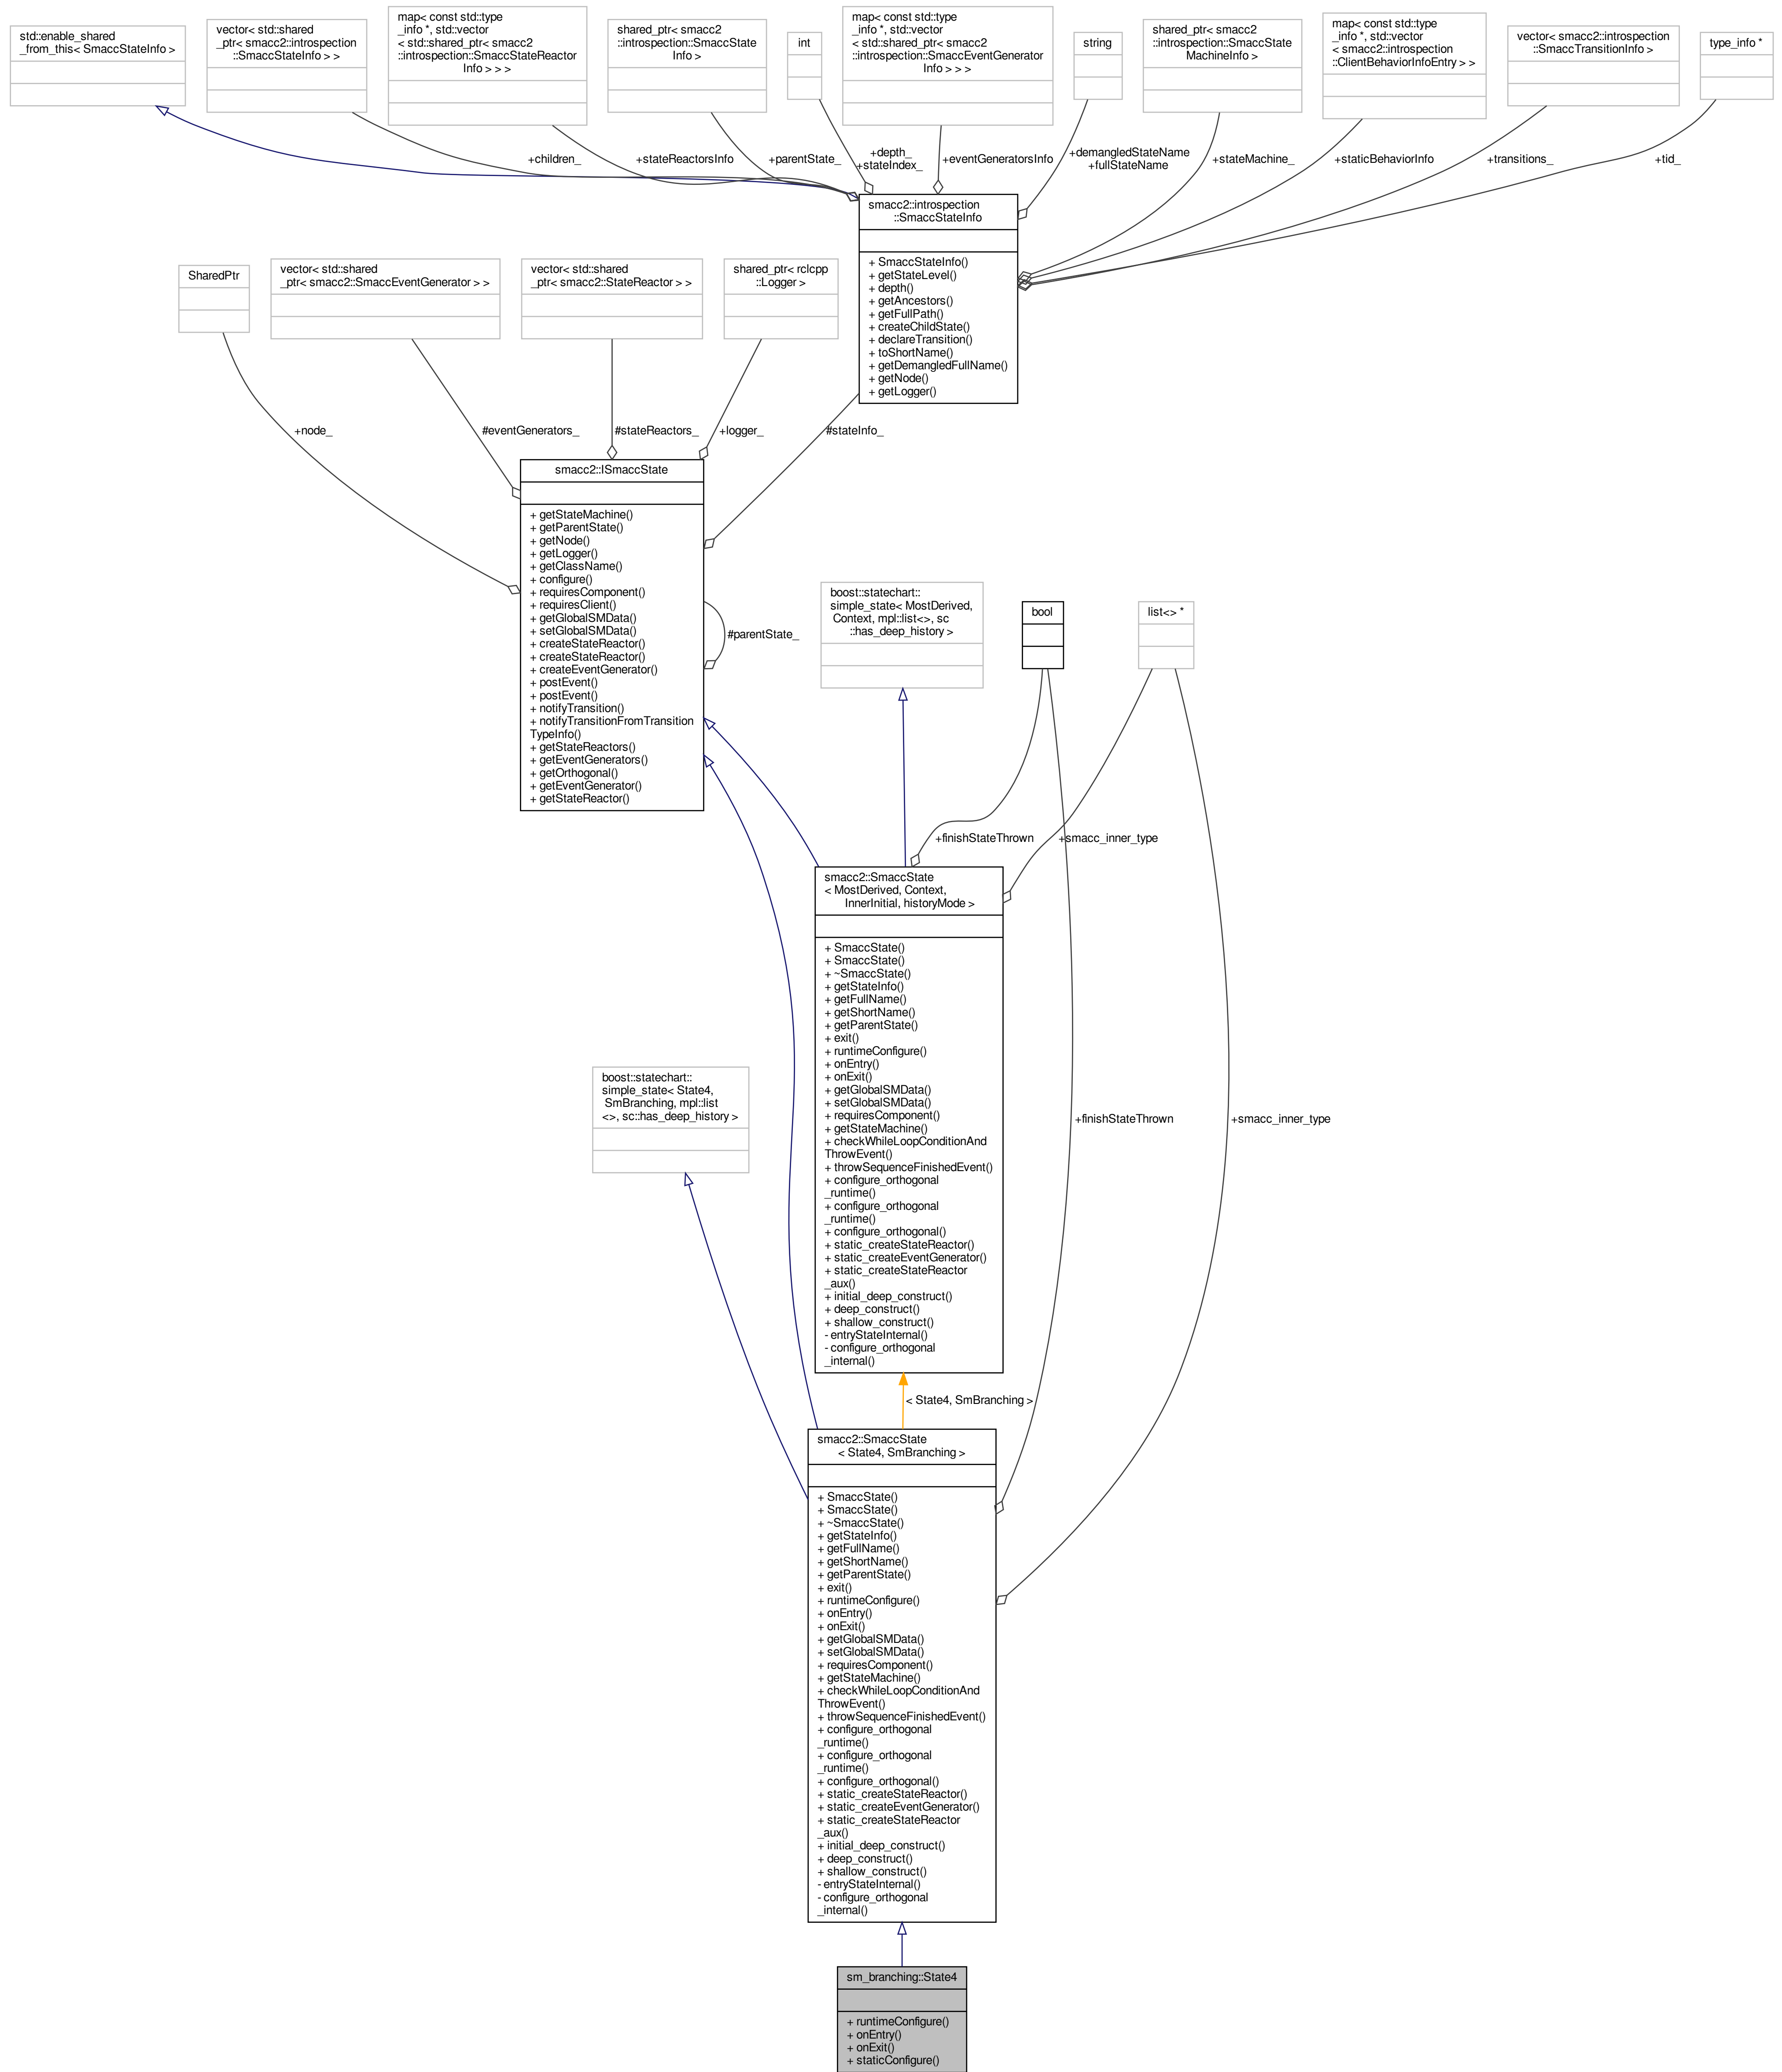 std::enable_shared
_from_this< SmaccStateInfo >
vector< std::shared
_ptr< smacc2::introspection
::SmaccStateInfo > >
map< const std::type
_info *, std::vector
< std::shared_ptr< smacc2
::introspection::SmaccStateReactor
Info > > >
shared_ptr< smacc2
::introspection::SmaccState
Info >
int
map< const std::type
_info *, std::vector
< std::shared_ptr< smacc2
::introspection::SmaccEventGenerator
Info > > >
string
shared_ptr< smacc2
::introspection::SmaccState
MachineInfo >
map< const std::type
_info *, std::vector
< smacc2::introspection
::ClientBehaviorInfoEntry > >
vector< smacc2::introspection
::SmaccTransitionInfo >
type_info *
+children_
+stateReactorsInfo
+parentState_
+depth_
+stateIndex_
+eventGeneratorsInfo
+demangledStateName
+fullStateName
+stateMachine_
+staticBehaviorInfo
+transitions_
+tid_
smacc2::introspection
::SmaccStateInfo
+ SmaccStateInfo()
+ getStateLevel()
+ depth()
+ getAncestors()
+ getFullPath()
+ createChildState()
+ declareTransition()
+ toShortName()
+ getDemangledFullName()
+ getNode()
+ getLogger()
SharedPtr
vector< std::shared
_ptr< smacc2::SmaccEventGenerator > >
vector< std::shared
_ptr< smacc2::StateReactor > >
shared_ptr< rclcpp
::Logger >
+node_
#eventGenerators_
#stateReactors_
+logger_
#stateInfo_
smacc2::ISmaccState
+ getStateMachine()
+ getParentState()
+ getNode()
+ getLogger()
+ getClassName()
+ configure()
+ requiresComponent()
+ requiresClient()
+ getGlobalSMData()
+ setGlobalSMData()
+ createStateReactor()
+ createStateReactor()
+ createEventGenerator()
+ postEvent()
+ postEvent()
+ notifyTransition()
+ notifyTransitionFromTransition
TypeInfo()
+ getStateReactors()
+ getEventGenerators()
+ getOrthogonal()
+ getEventGenerator()
+ getStateReactor()
#parentState_
boost::statechart::
simple_state< MostDerived,
Context, mpl::list<>, sc
::has_deep_history >
bool
list<> *
+finishStateThrown
+smacc_inner_type
smacc2::SmaccState
< MostDerived, Context,
InnerInitial, historyMode >
+ SmaccState()
+ SmaccState()
+ ~SmaccState()
+ getStateInfo()
+ getFullName()
+ getShortName()
+ getParentState()
+ exit()
+ runtimeConfigure()
+ onEntry()
+ onExit()
+ getGlobalSMData()
+ setGlobalSMData()
+ requiresComponent()
+ getStateMachine()
+ checkWhileLoopConditionAnd
ThrowEvent()
+ throwSequenceFinishedEvent()
+ configure_orthogonal
_runtime()
+ configure_orthogonal
_runtime()
+ configure_orthogonal()
+ static_createStateReactor()
+ static_createEventGenerator()
+ static_createStateReactor
_aux()
+ initial_deep_construct()
+ deep_construct()
+ shallow_construct()
- entryStateInternal()
- configure_orthogonal
_internal()
boost::statechart::
simple_state< State4,
SmBranching, mpl::list
<>, sc::has_deep_history >
+finishStateThrown
+smacc_inner_type
< State4, SmBranching >
smacc2::SmaccState
< State4, SmBranching >
+ SmaccState()
+ SmaccState()
+ ~SmaccState()
+ getStateInfo()
+ getFullName()
+ getShortName()
+ getParentState()
+ exit()
+ runtimeConfigure()
+ onEntry()
+ onExit()
+ getGlobalSMData()
+ setGlobalSMData()
+ requiresComponent()
+ getStateMachine()
+ checkWhileLoopConditionAnd
ThrowEvent()
+ throwSequenceFinishedEvent()
+ configure_orthogonal
_runtime()
+ configure_orthogonal
_runtime()
+ configure_orthogonal()
+ static_createStateReactor()
+ static_createEventGenerator()
+ static_createStateReactor
_aux()
+ initial_deep_construct()
+ deep_construct()
+ shallow_construct()
- entryStateInternal()
- configure_orthogonal
_internal()
sm_branching::State4
+ runtimeConfigure()
+ onEntry()
+ onExit()
+ staticConfigure()